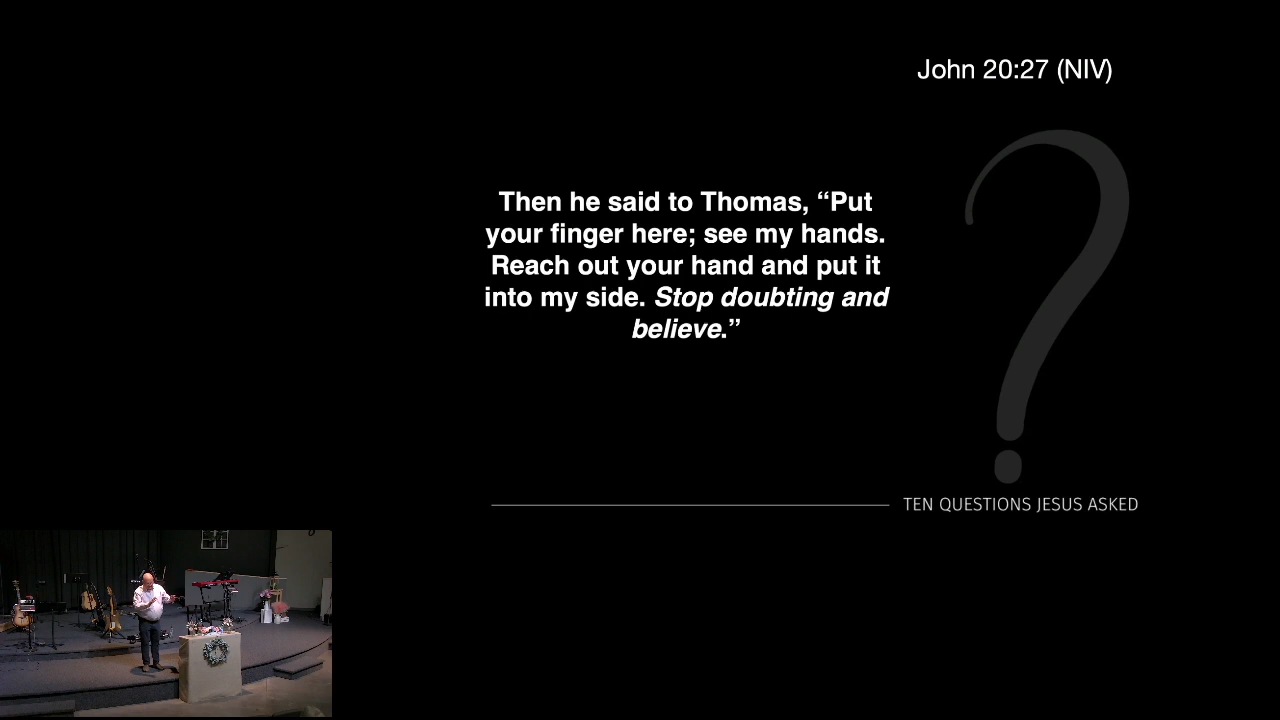 John 20:27 (NIV)
Then he said to Thomas, “Put
your finger here; see my hands.
Reach out your hand and put it
into my side. Stop doubting and
believe.”
?
TEN QUESTIONS JESUS ASKED